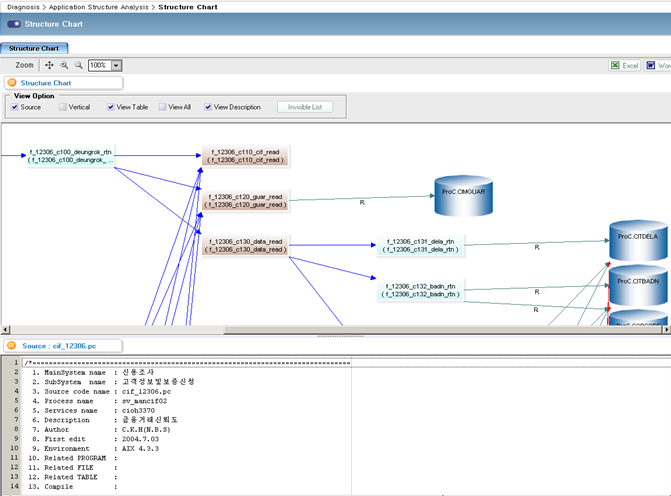 Diagnosis > Application Structure Analysis > Structure Chart
Structure Chart
Structure Chart
Zoom 100% Excel Wor
Structure Chart
View Option
Source Vertical View Table View All View Description Invisible List
f_12306_c100_deungrok_rtn
( f_12306_c100_deungrok_ ...
f_12306_c110_cif_read
( f_12306_c110_cif_read )
f_12306_c120_guar_read
( f_12306_c120_guar_read )
R
ProC.CIMGUAR
f_12306_c130_data_read
( f_12306_c130_data_read )
f_12306_c131_dela_rtn
( f_12306_c131_dela_rtn )
R
ProC.CITDELA
f_12306_c132_badn_rtn
( f_12306_c132_badn_rtn )
R
R
ProC.CITBADN
Source : cif_12306.pc
1 /*==============================================================================
2 1. MainSystem name : 신용조사
3 2. SubSystem name : 고객정보및보증신청
4 3. Source code name : cif_12306.pc
5 4. Process name : sv_mancif02
6 5. Services name : cioh3370
7 6. Description : 금융거래신뢰도
8 7. Author : C.K.H(N.B.S)
9 8. First edit : 2004.7.03
10 9. Environment : AIX 4.3.3
11 10. Related PROGRAM :
12 11. Related FILE :
13 12. Related TABLE :
14 13. Compile :